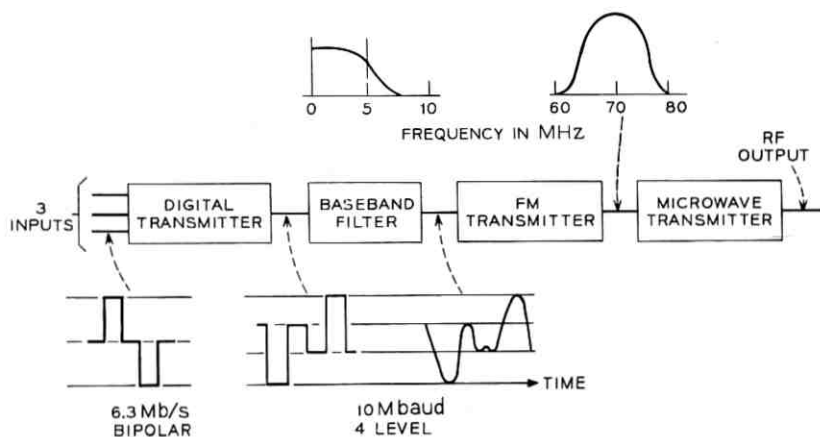 0 5 10
60 70 80
FREQUENCY IN MHz
RF
OUTPUT
3
INPUTS
DIGITAL
TRANSMITTER
BASEBAND
FILTER
FM
TRANSMITTER
MICROWAVE
TRANSMITTER
TIME
6.3 Mb/s
BIPOLAR
10 M baud
4 LEVEL